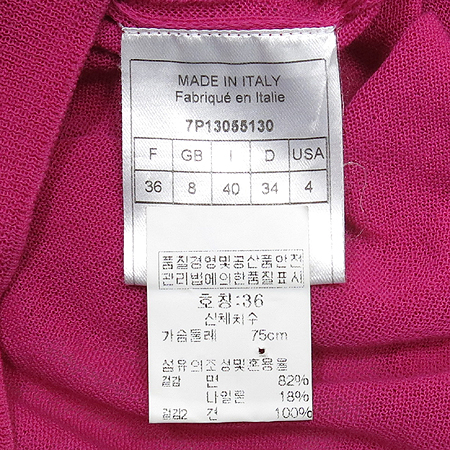 MADE IN ITALY
Fabriqué en Italie
7P13055130
F GB I D USA
36 8 40 34 4
품질경영및공산품안전
관리법에의한품질표시
호칭:36
신체치수
가슴둘레 75cm
섬유의조성및혼용률
겉감 면 82%
나일론 18%
겉감2 견 100%